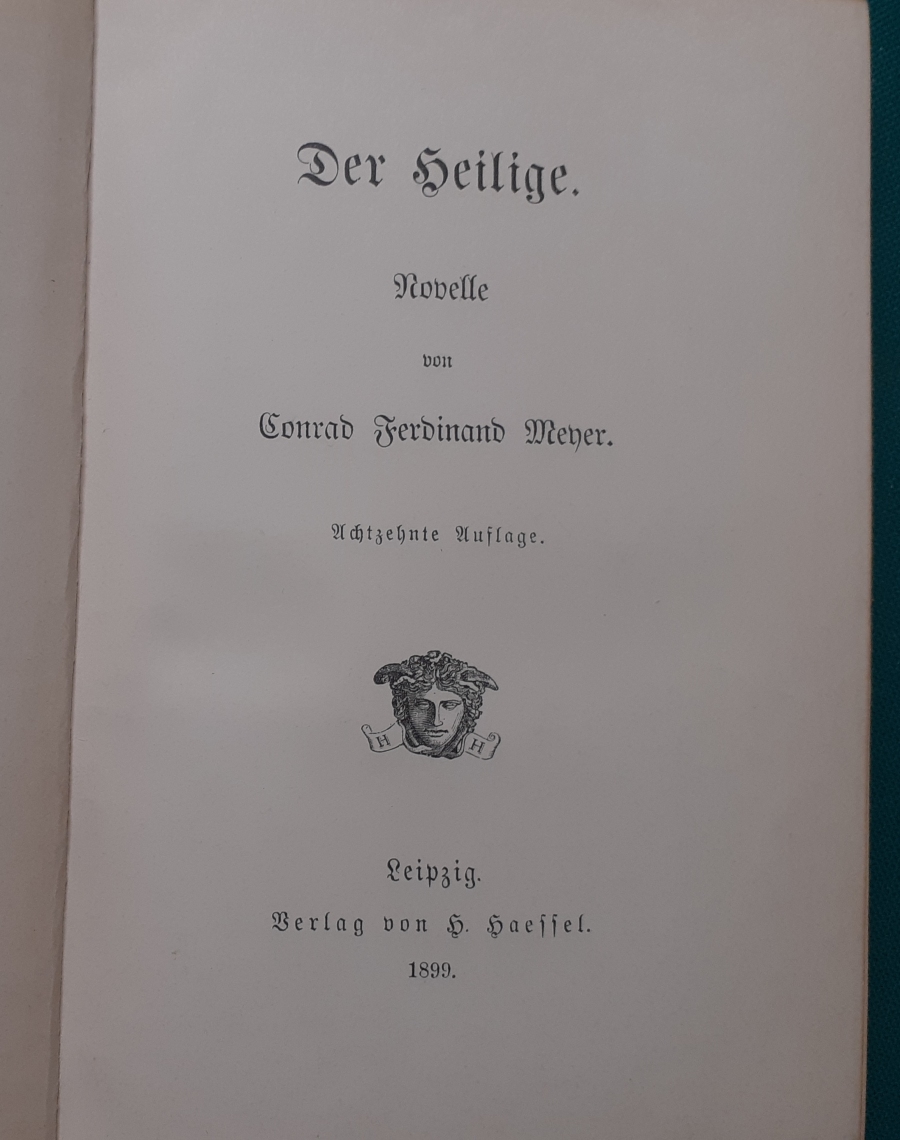 Der Heilige.
Novelle
von
Conrad Ferdinand Meyer.
Achtzehnte Auflage.
H H
Leipzig.
Verlag von H. Haessel.
1899.